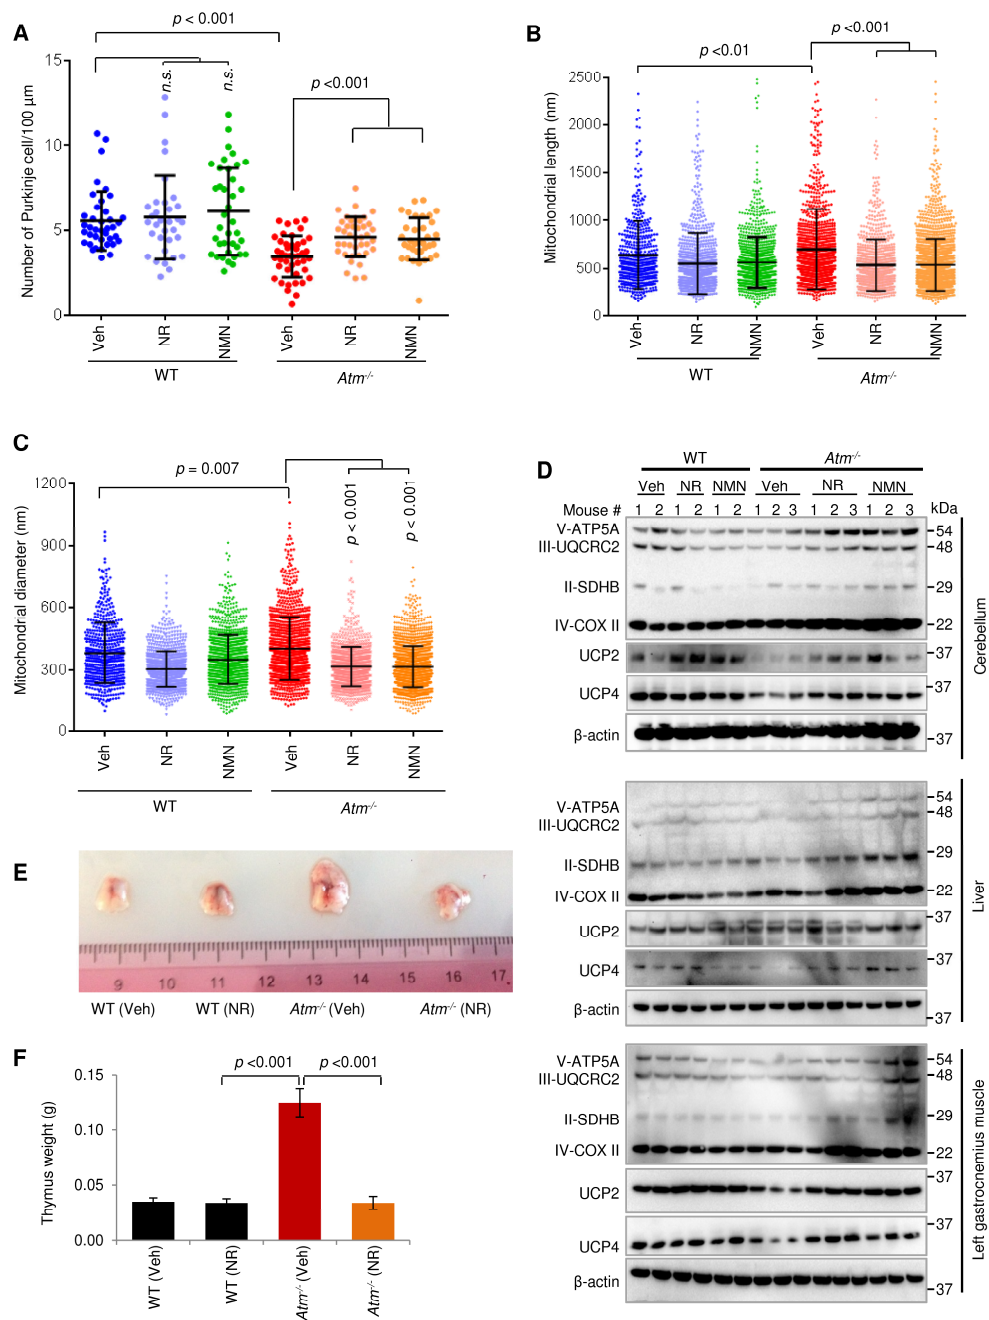 A
p < 0.001
n.s.
n.s.
p <0.001
Number of Purkinje cell/100 µm
15
10
5
0
Veh
NR
NMN
Veh
NR
NMN
WT
Atm-/-
B
p <0.001
p <0.01
Mitochondrial length (nm)
2500
2000
1500
1000
500
0
Veh
NR
NMN
Veh
NR
NMN
WT
Atm-/-
C
p = 0.007
p < 0.001
p < 0.001
Mitochondrial diameter (nm)
1200
900
600
300
0
Veh
NR
NMN
Veh
NR
NMN
WT
Atm-/-
D
WT Atm-/-
Veh NR NMN Veh NR NMN
Mouse # 1 2 1 2 1 2 1 2 3 1 2 3 1 2 3 kDa
V-ATP5A 54
III-UQCRC2 48
II-SDHB 29
IV-COX II 22
UCP2 37
UCP4 37
β-actin 37
Cerebellum
V-ATP5A 54
III-UQCRC2 48
II-SDHB 29
IV-COX II 22
UCP2 37
UCP4 37
β-actin 37
Liver
V-ATP5A 54
III-UQCRC2 48
II-SDHB 29
IV-COX II 22
UCP2 37
UCP4 37
β-actin 37
Left gastrocnemius muscle
E
9 10 11 12 13 14 15 16 17
WT (Veh) WT (NR) Atm-/- (Veh) Atm-/- (NR)
F
p <0.001 p <0.001
Thymus weight (g)
0.15
0.10
0.05
0.00
WT (Veh)
WT (NR)
Atm-/- (Veh)
Atm-/- (NR)